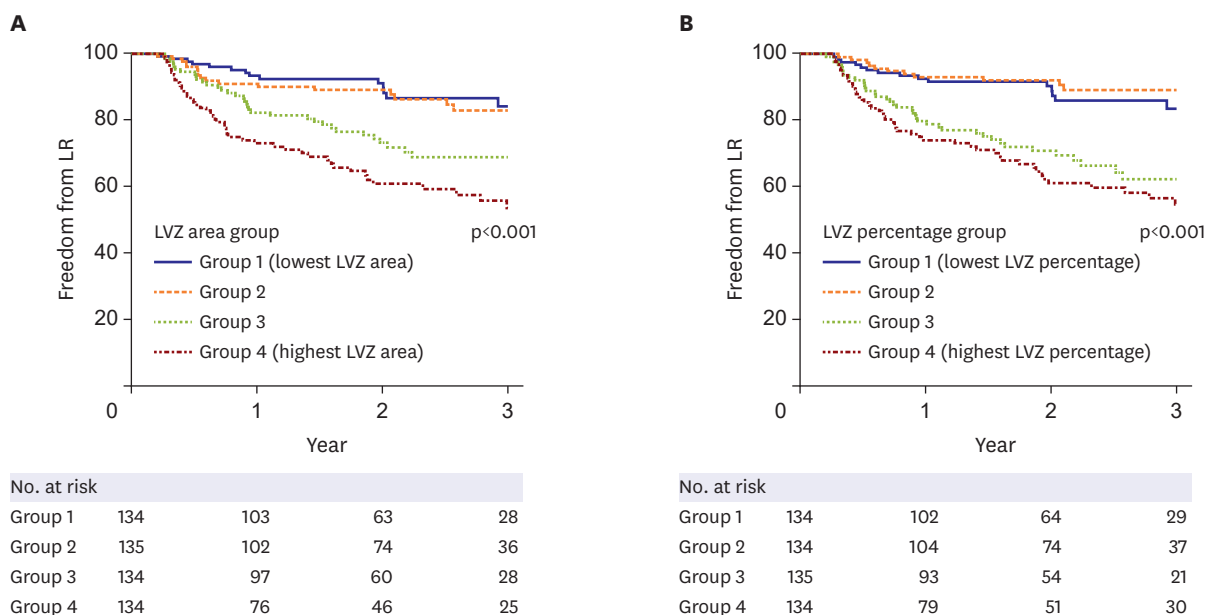 A
Freedom from LR
100
80
60
40
20
0
1
2
3
Year
LVZ area group
p<0.001
Group 1 (lowest LVZ area)
Group 2
Group 3
Group 4 (highest LVZ area)
No. at risk
Group 1 134 103 63 28
Group 2 135 102 74 36
Group 3 134 97 60 28
Group 4 134 76 46 25
B
Freedom from LR
100
80
60
40
20
0
1
2
3
Year
LVZ percentage group
p<0.001
Group 1 (lowest LVZ percentage)
Group 2
Group 3
Group 4 (highest LVZ percentage)
No. at risk
Group 1 134 102 64 29
Group 2 134 104 74 37
Group 3 135 93 54 21
Group 4 134 79 51 30